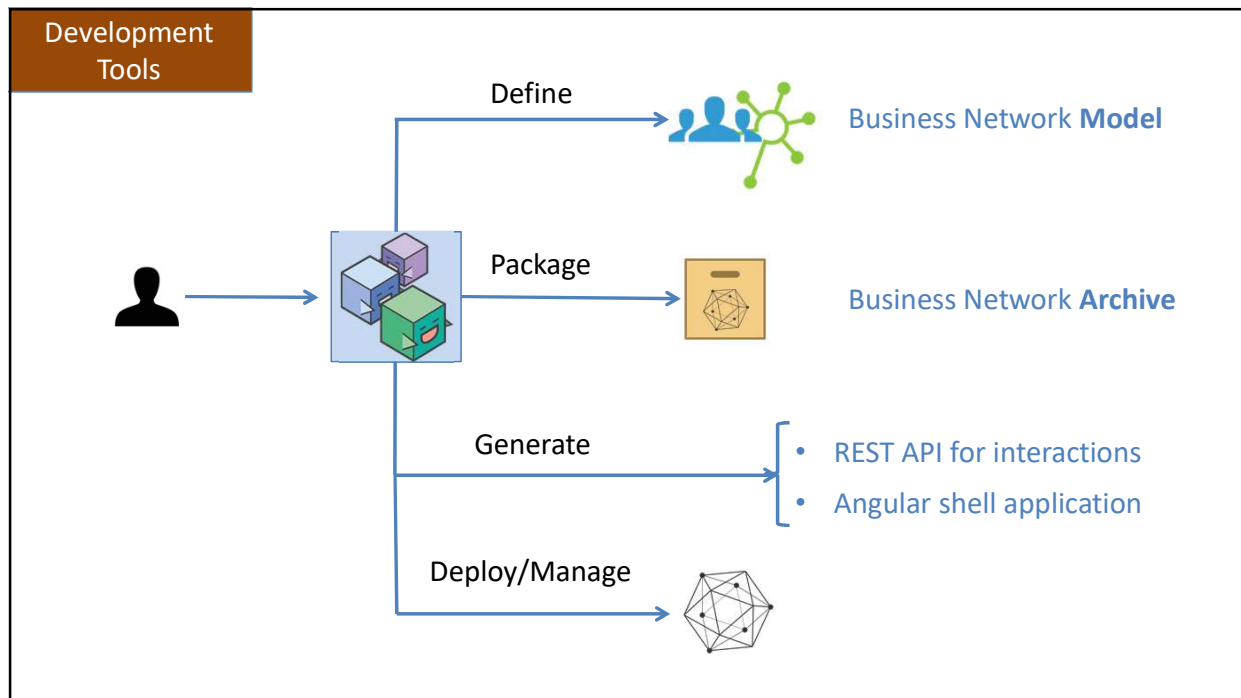 Development
Tools
Define
Business Network Model
Package
Business Network Archive
Generate
• REST API for interactions
• Angular shell application
Deploy/Manage